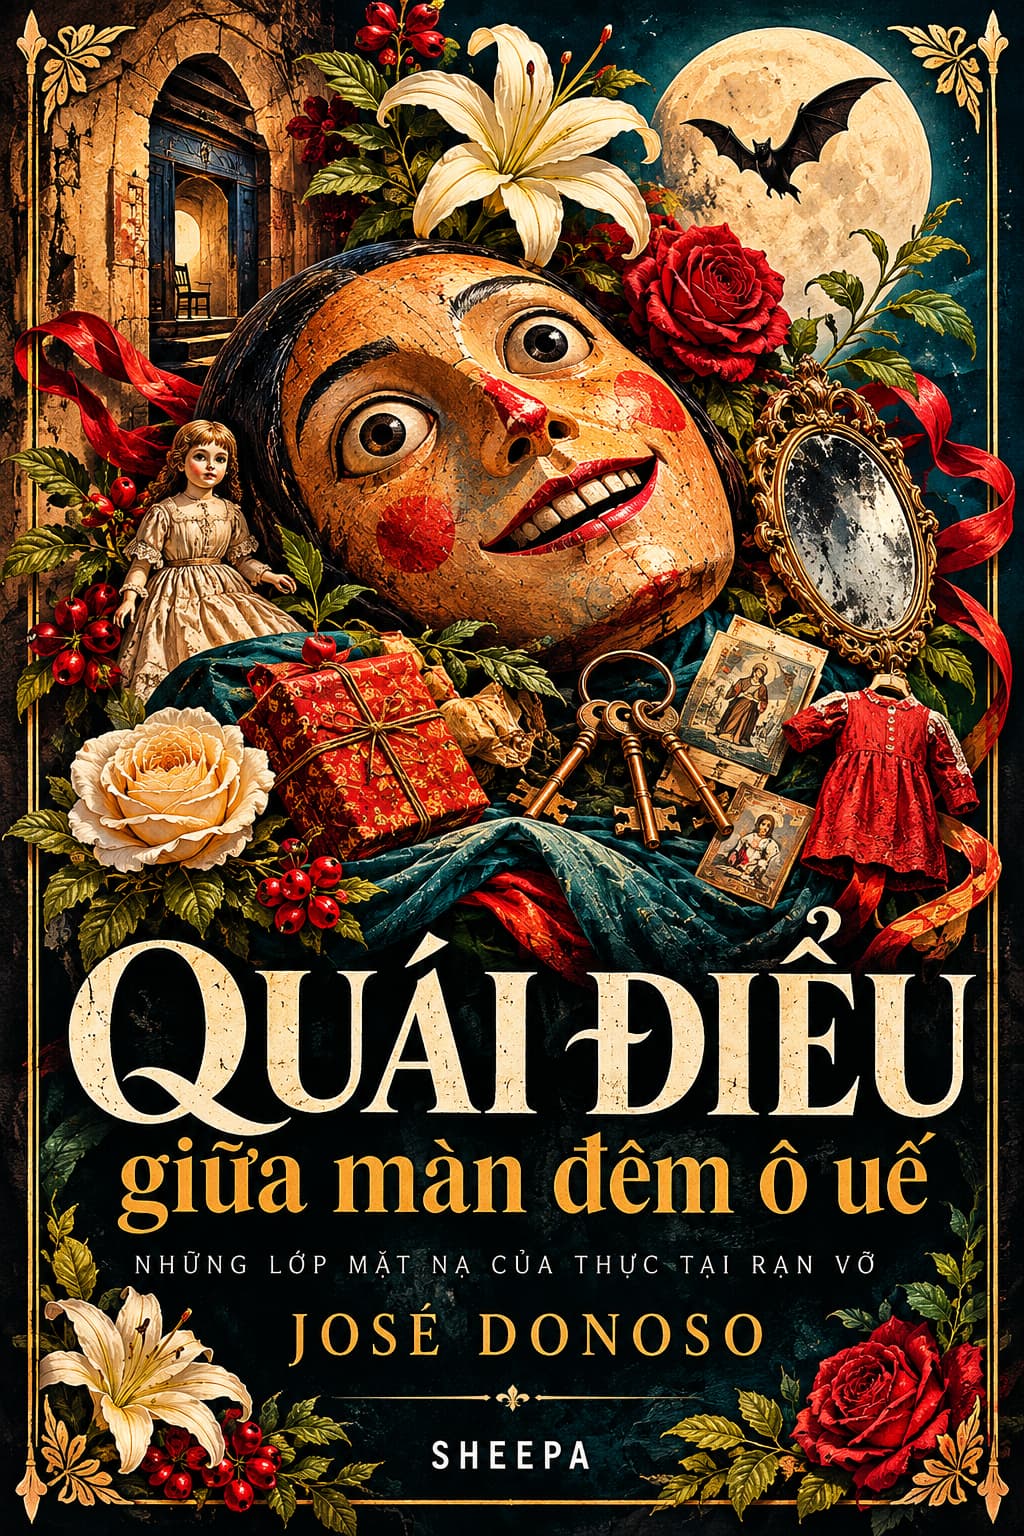 QUÁI ĐIỂU
giữa màn đêm ô uế
NHỮNG LỚP MẶT NẠ CỦA THỰC TẠI RẠN VỠ
JOSÉ DONOSO
SHEEPA